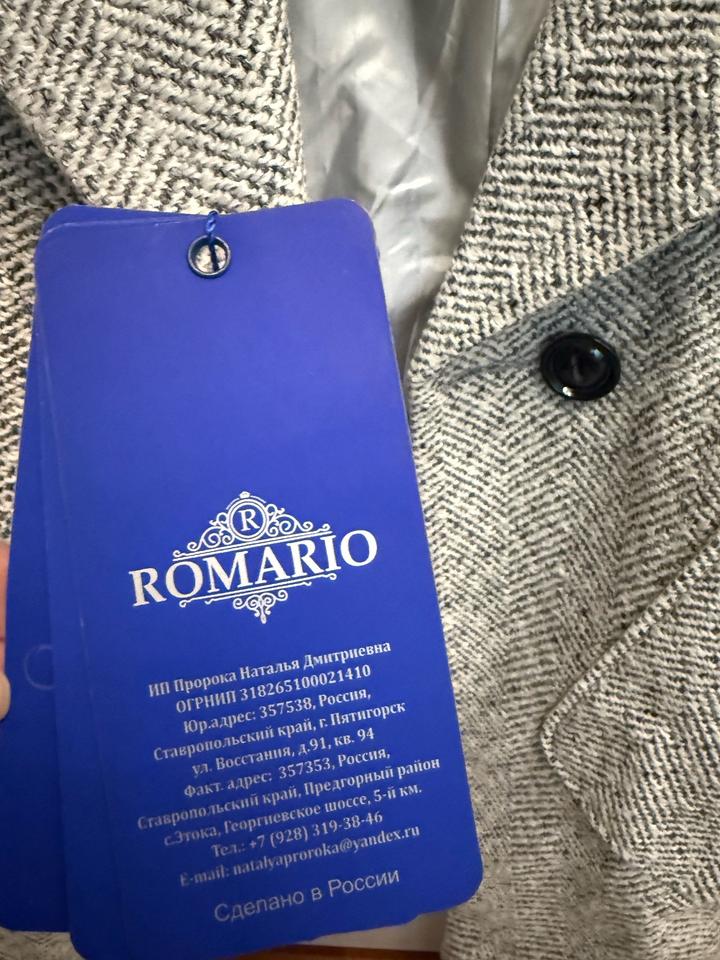 R
ROMARIO
ИП Пророка Наталья Дмитриевна
ОГРНИП 318265100021410
Юр.адрес: 357538, Россия,
Ставропольский край, г. Пятигорск
ул. Восстания, д.91, кв. 94
Факт. адрес: 357353, Россия,
Ставропольский край, Предгорный район
с.Этока, Георгиевское шоссе, 5-й км.
Тел.: +7 (928) 319-38-46
E-mail: natalyaproroka@yandex.ru
Сделано в России